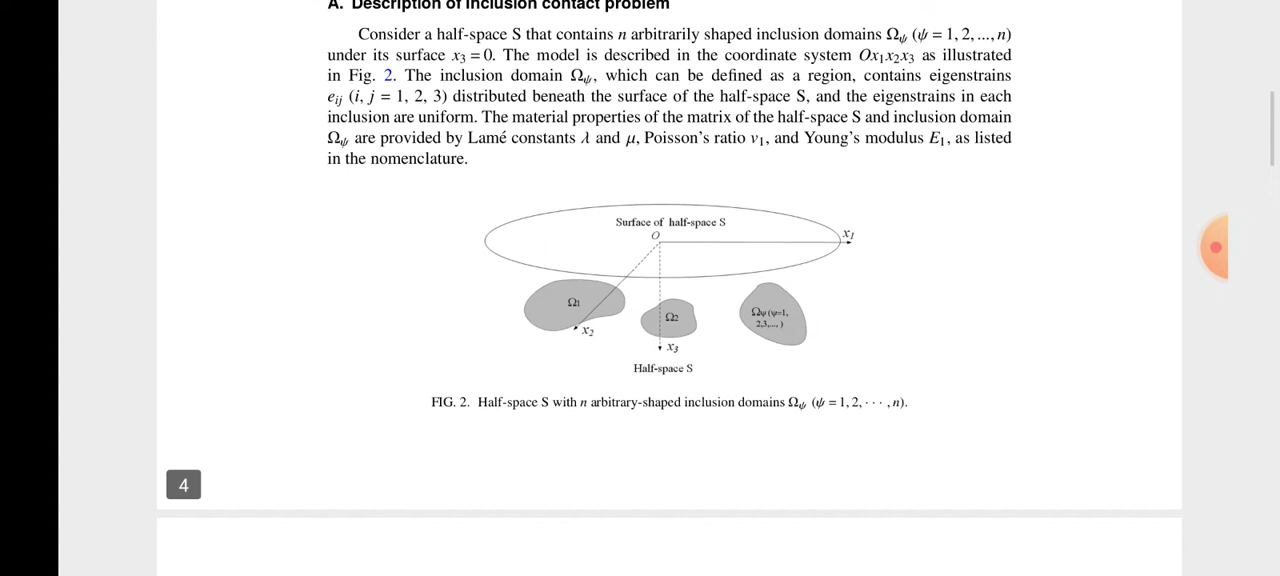 A. Description of inclusion contact problem
Consider a half-space S that contains n arbitrarily shaped inclusion domains Ωψ (ψ = 1, 2, ..., n)
under its surface x3 = 0. The model is described in the coordinate system Ox1x2x3 as illustrated
in Fig. 2. The inclusion domain Ωψ, which can be defined as a region, contains eigenstrains
eij (i, j = 1, 2, 3) distributed beneath the surface of the half-space S, and the eigenstrains in each
inclusion are uniform. The material properties of the matrix of the half-space S and inclusion domain
Ωψ are provided by Lamé constants λ and μ, Poisson's ratio v1, and Young's modulus E1, as listed
in the nomenclature.
Surface of half-space S
O
x1
Ω1
Ω2
Ωψ (ψ=1,
2,3,... )
x2
x3
Half-space S
FIG. 2. Half-space S with n arbitrary-shaped inclusion domains Ωψ (ψ = 1, 2, · · · , n).
4